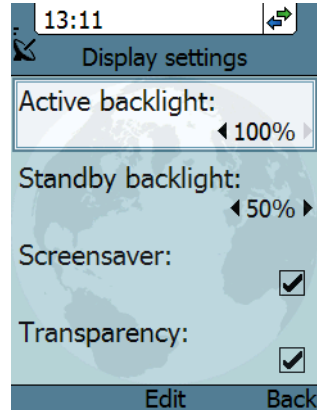 13:11
Display settings
Active backlight:
100%
Standby backlight:
50%
Screensaver:
Transparency:
Edit Back